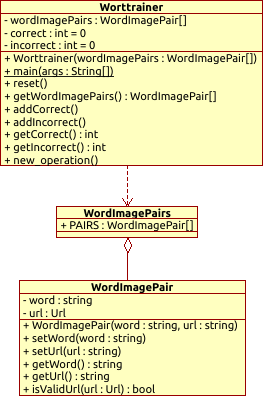 Worttrainer
- wordImagePairs : WordImagePair[]
- correct : int = 0
- incorrect : int = 0
+ Worttrainer(wordImagePairs : WordImagePair[])
+ main(args : String[])
+ reset()
+ getWordImagePairs() : WordImagePair[]
+ addCorrect()
+ addIncorrect()
+ getCorrect() : int
+ getIncorrect() : int
+ new_operation()
WordImagePairs
+ PAIRS : WordImagePair[]
WordImagePair
- word : string
- url : Url
+ WordImagePair(word : string, url : string)
+ setWord(word : string)
+ setUrl(url : string)
+ getWord() : string
+ getUrl() : string
+ isValidUrl(url : Url) : bool